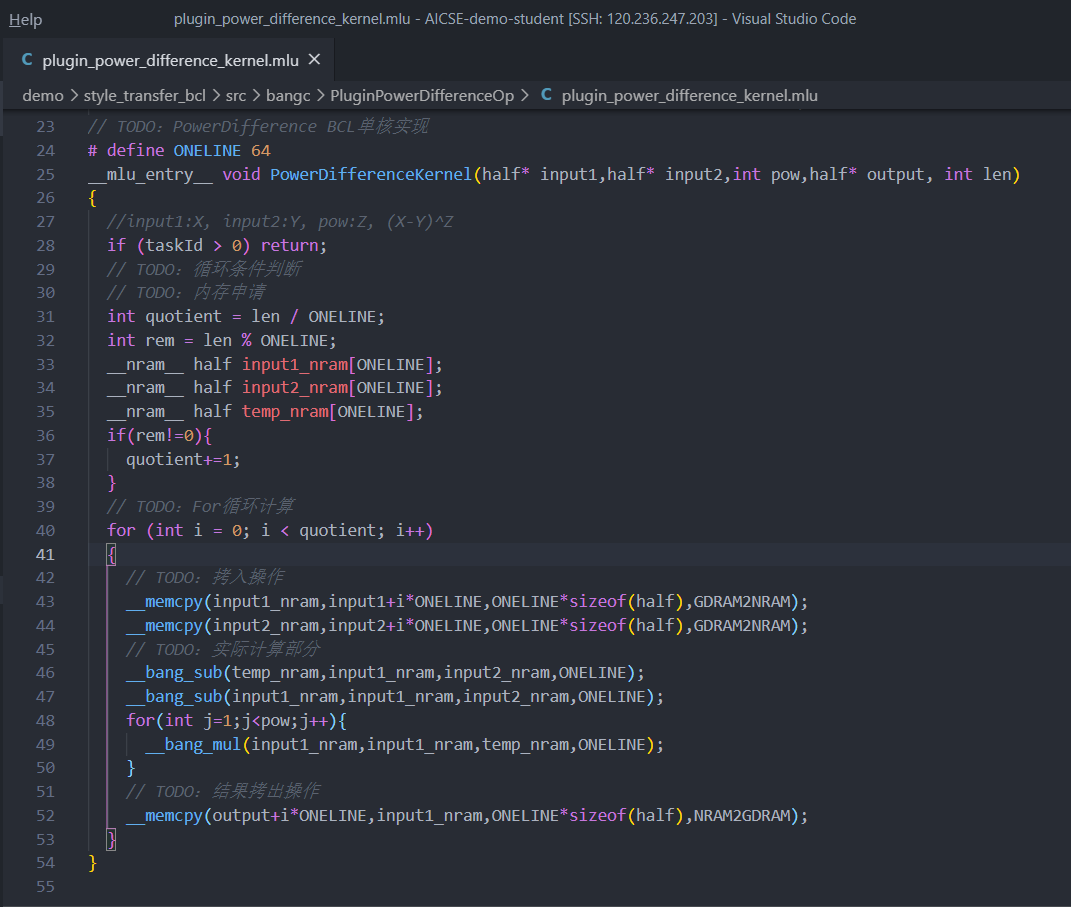 Help plugin_power_difference_kernel.mlu - AICSE-demo-student [SSH: 120.236.247.203] - Visual Studio Code
C plugin_power_difference_kernel.mlu ×
demo > style_transfer_bcl > src > bangc > PluginPowerDifferenceOp > C plugin_power_difference_kernel.mlu
23 // TODO：PowerDifference BCL单核实现
24 # define ONELINE 64
25 __mlu_entry__ void PowerDifferenceKernel(half* input1,half* input2,int pow,half* output, int len)
26 {
27 //input1:X, input2:Y, pow:Z, (X-Y)^Z
28 if (taskId > 0) return;
29 // TODO：循环条件判断
30 // TODO：内存申请
31 int quotient = len / ONELINE;
32 int rem = len % ONELINE;
33 __nram__ half input1_nram[ONELINE];
34 __nram__ half input2_nram[ONELINE];
35 __nram__ half temp_nram[ONELINE];
36 if(rem!=0){
37 quotient+=1;
38 }
39 // TODO：For循环计算
40 for (int i = 0; i < quotient; i++)
41 {
42 // TODO：拷入操作
43 __memcpy(input1_nram,input1+i*ONELINE,ONELINE*sizeof(half),GDRAM2NRAM);
44 __memcpy(input2_nram,input2+i*ONELINE,ONELINE*sizeof(half),GDRAM2NRAM);
45 // TODO：实际计算部分
46 __bang_sub(temp_nram,input1_nram,input2_nram,ONELINE);
47 __bang_sub(input1_nram,input1_nram,input2_nram,ONELINE);
48 for(int j=1;j<pow;j++){
49 __bang_mul(input1_nram,input1_nram,temp_nram,ONELINE);
50 }
51 // TODO：结果拷出操作
52 __memcpy(output+i*ONELINE,input1_nram,ONELINE*sizeof(half),NRAM2GDRAM);
53 }
54 }
55